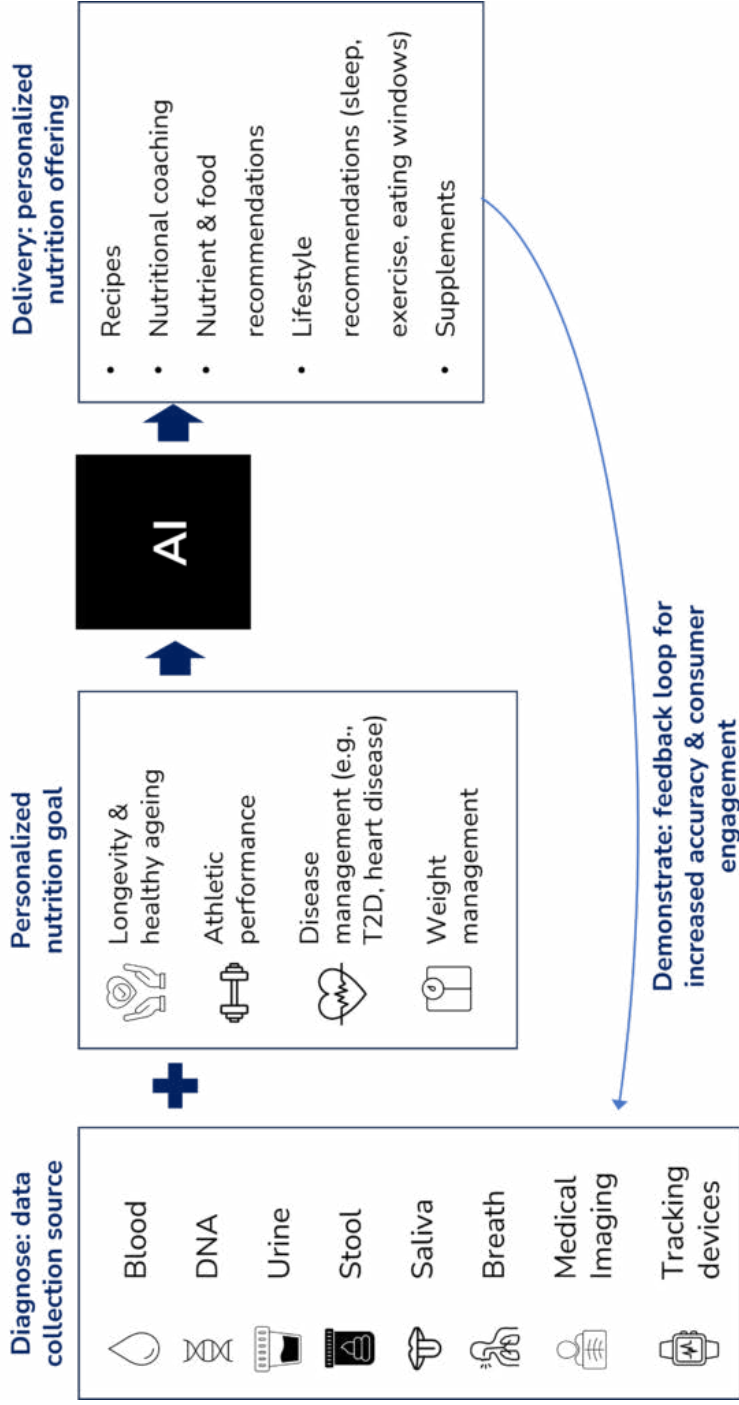 Diagnose: data
collection source
Blood
DNA
Urine
Stool
Saliva
Breath
Medical
Imaging
Tracking
devices
Personalized
nutrition goal
Longevity &
healthy ageing
Athletic
performance
Disease
management (e.g.,
T2D, heart disease)
Weight
management
AI
Delivery: personalized
nutrition offering
• Recipes
• Nutritional coaching
• Nutrient & food
recommendations
• Lifestyle
recommendations (sleep,
exercise, eating windows)
• Supplements
Demonstrate: feedback loop for
increased accuracy & consumer
engagement